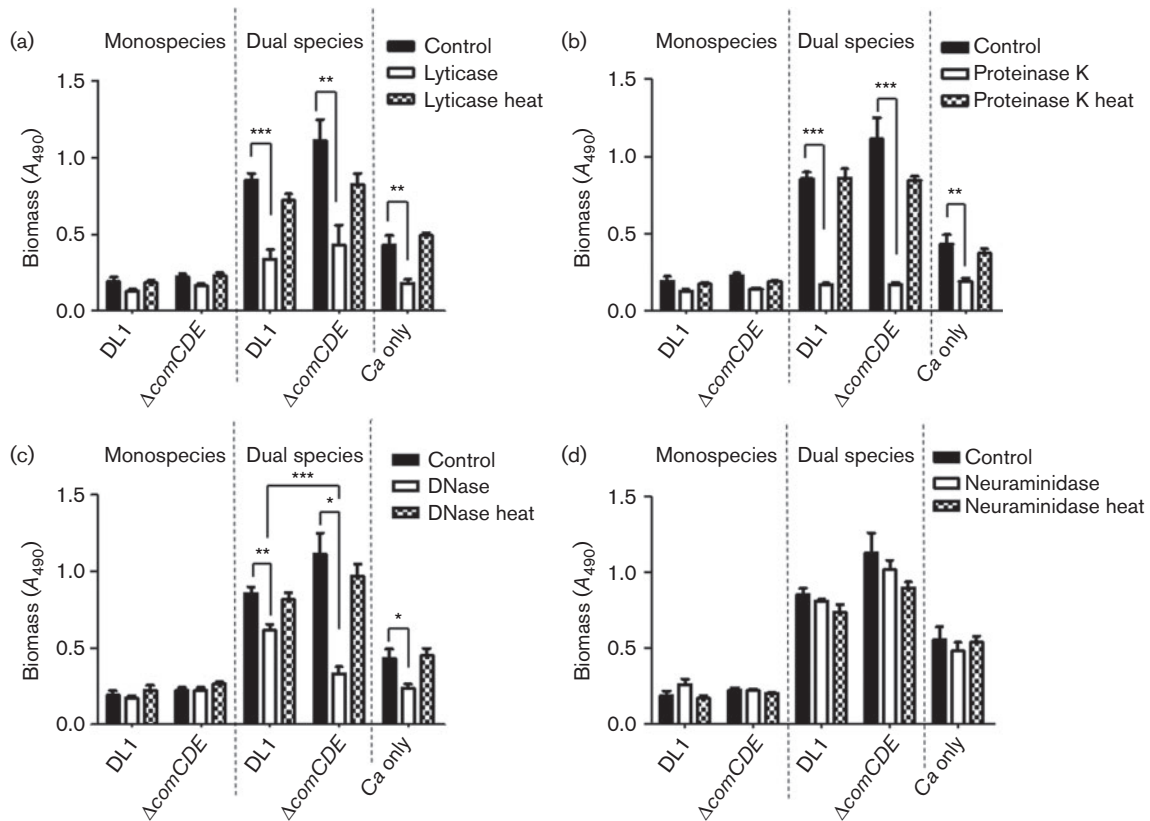 (a)
Monospecies
Dual species
Control
Lyticase
Lyticase heat
Biomass (A490)
1.5
1.0
0.5
0.0
***
**
**
DL1
ΔcomCDE
DL1
ΔcomCDE
Ca only
(b)
Monospecies
Dual species
Control
Proteinase K
Proteinase K heat
Biomass (A490)
1.5
1.0
0.5
0.0
***
***
**
DL1
ΔcomCDE
DL1
ΔcomCDE
Ca only
(c)
Monospecies
Dual species
Control
DNase
DNase heat
Biomass (A490)
1.5
1.0
0.5
0.0
***
**
*
*
DL1
ΔcomCDE
DL1
ΔcomCDE
Ca only
(d)
Monospecies
Dual species
Control
Neuraminidase
Neuraminidase heat
Biomass (A490)
1.5
1.0
0.5
0.0
DL1
ΔcomCDE
DL1
ΔcomCDE
Ca only